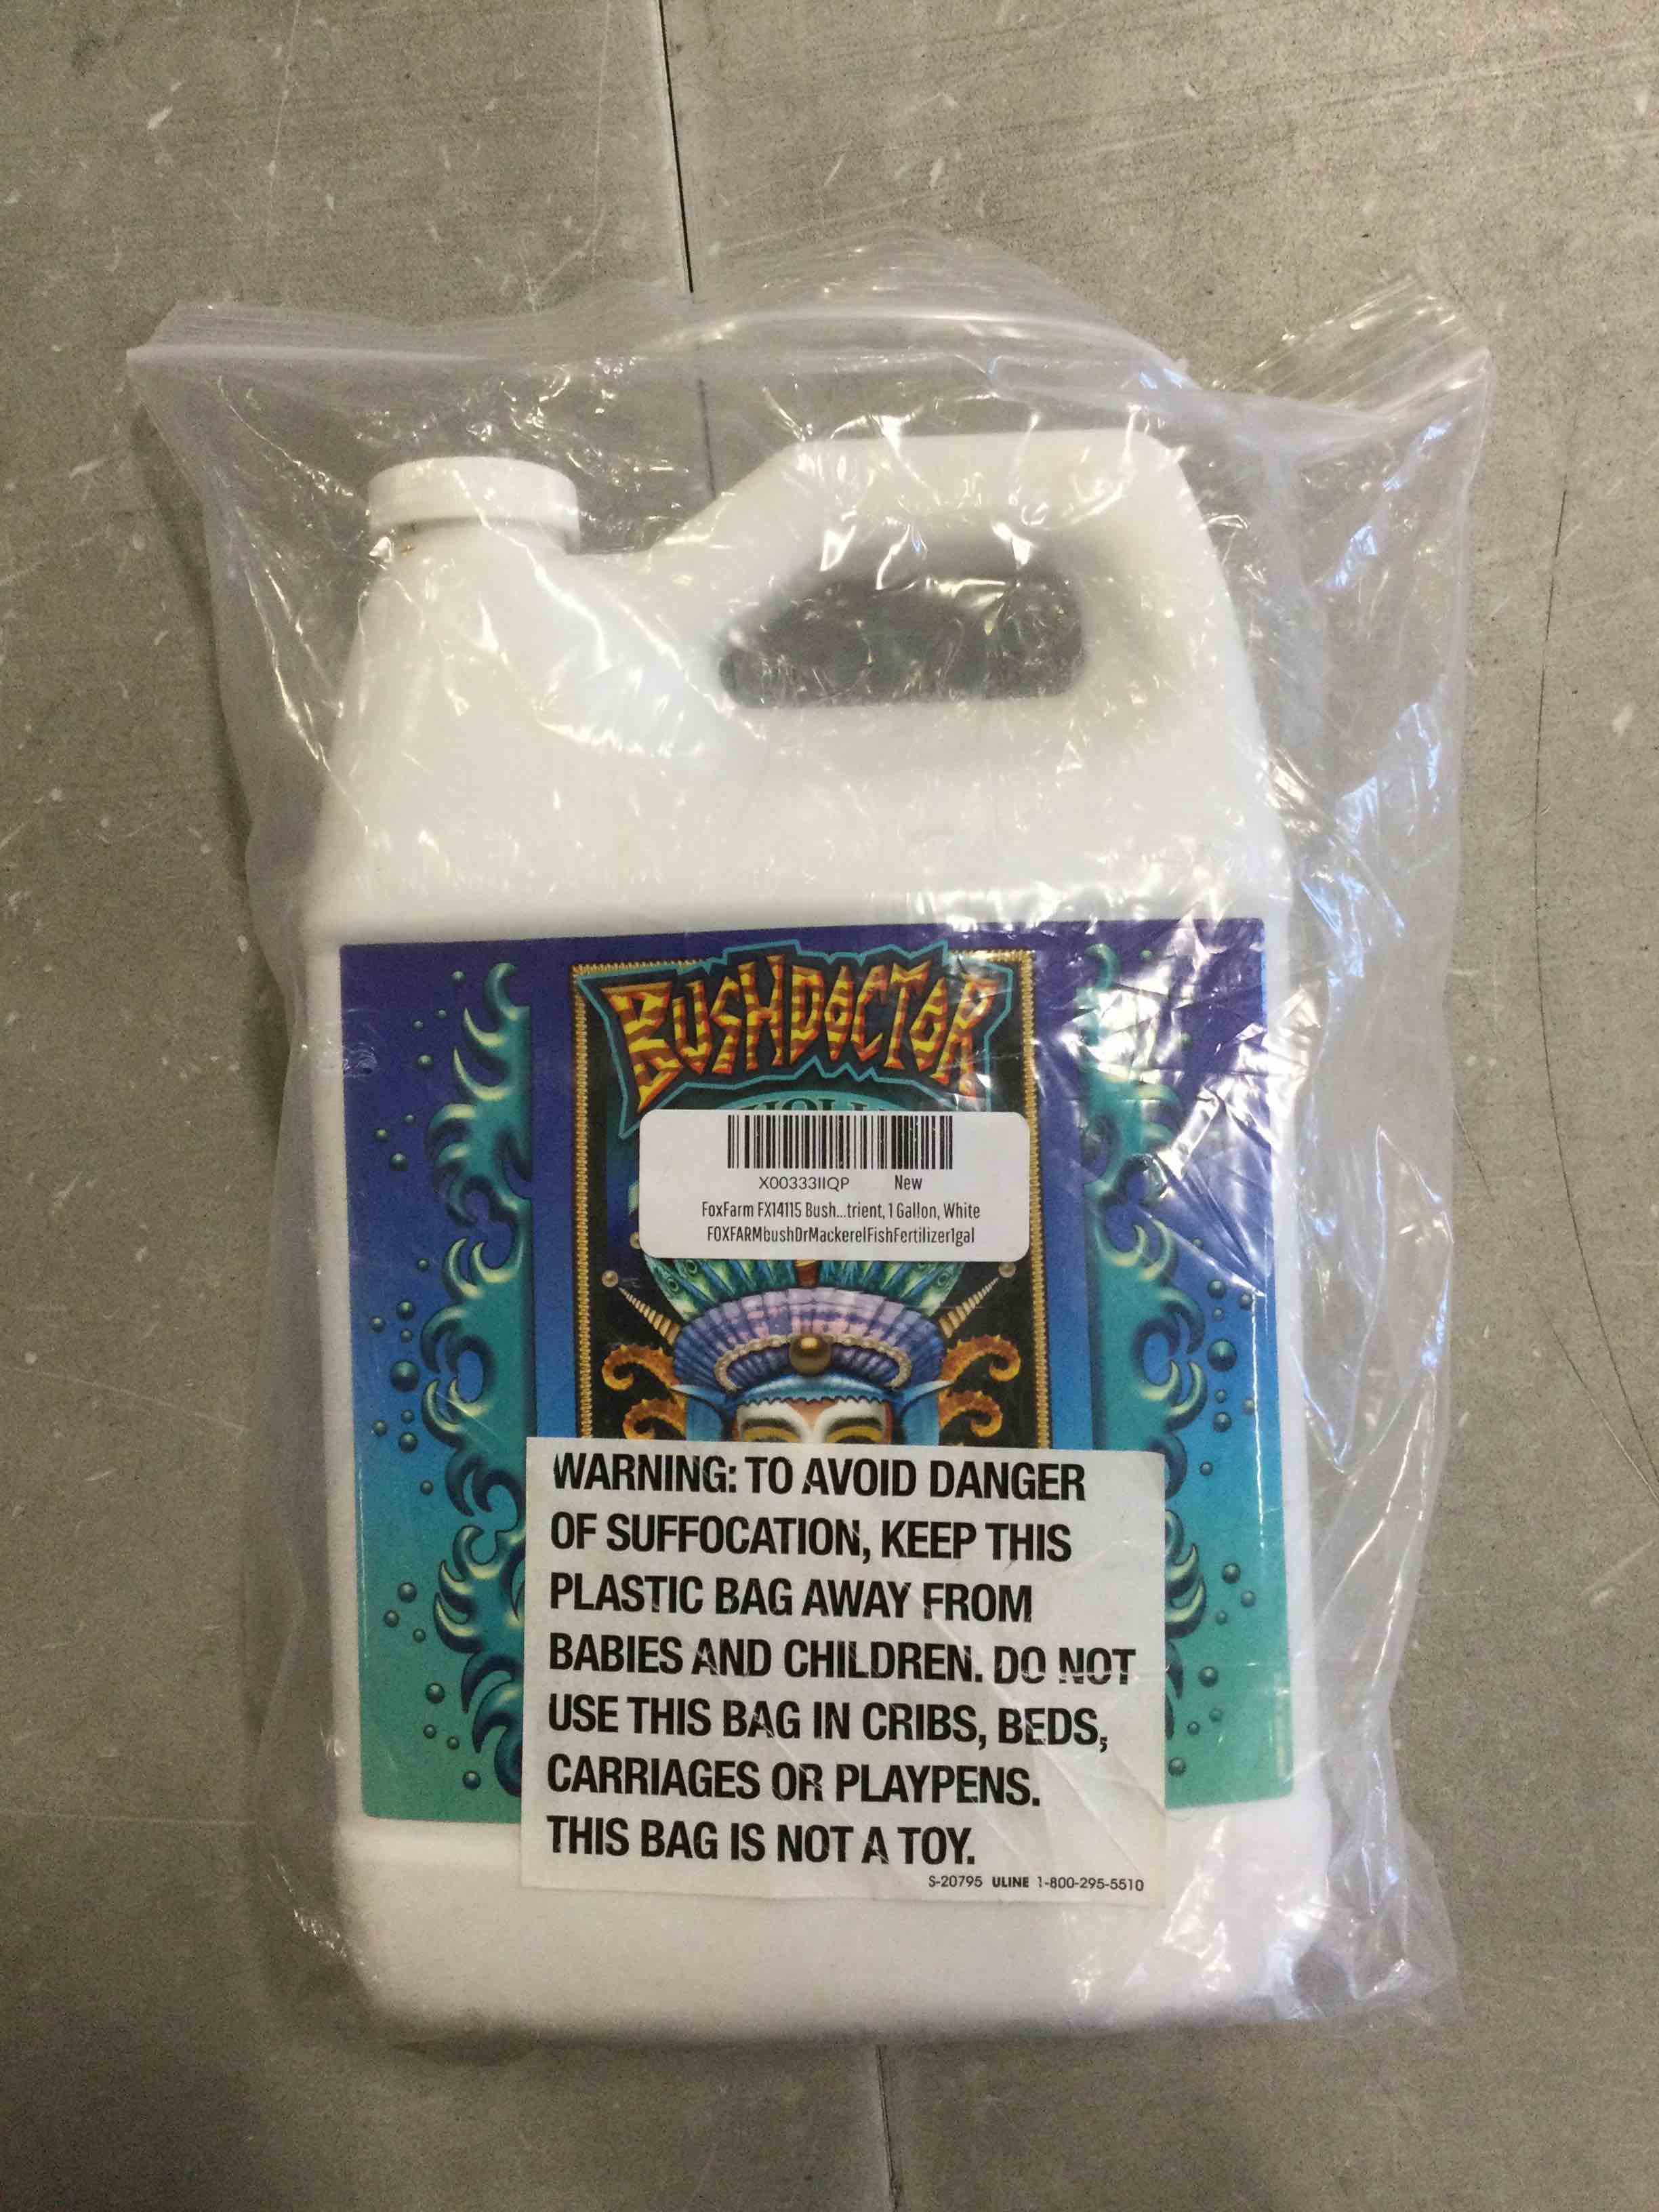 BUSHDOCTOR
X00333IIQP New
FoxFarm FX14115 Bush...trient, 1 Gallon, White
FOXFARMbushDrMackerelFishFertilizer1gal
WARNING: TO AVOID DANGER
OF SUFFOCATION, KEEP THIS
PLASTIC BAG AWAY FROM
BABIES AND CHILDREN. DO NOT
USE THIS BAG IN CRIBS, BEDS,
CARRIAGES OR PLAYPENS.
THIS BAG IS NOT A TOY.
S-20795 ULINE 1-800-295-5510